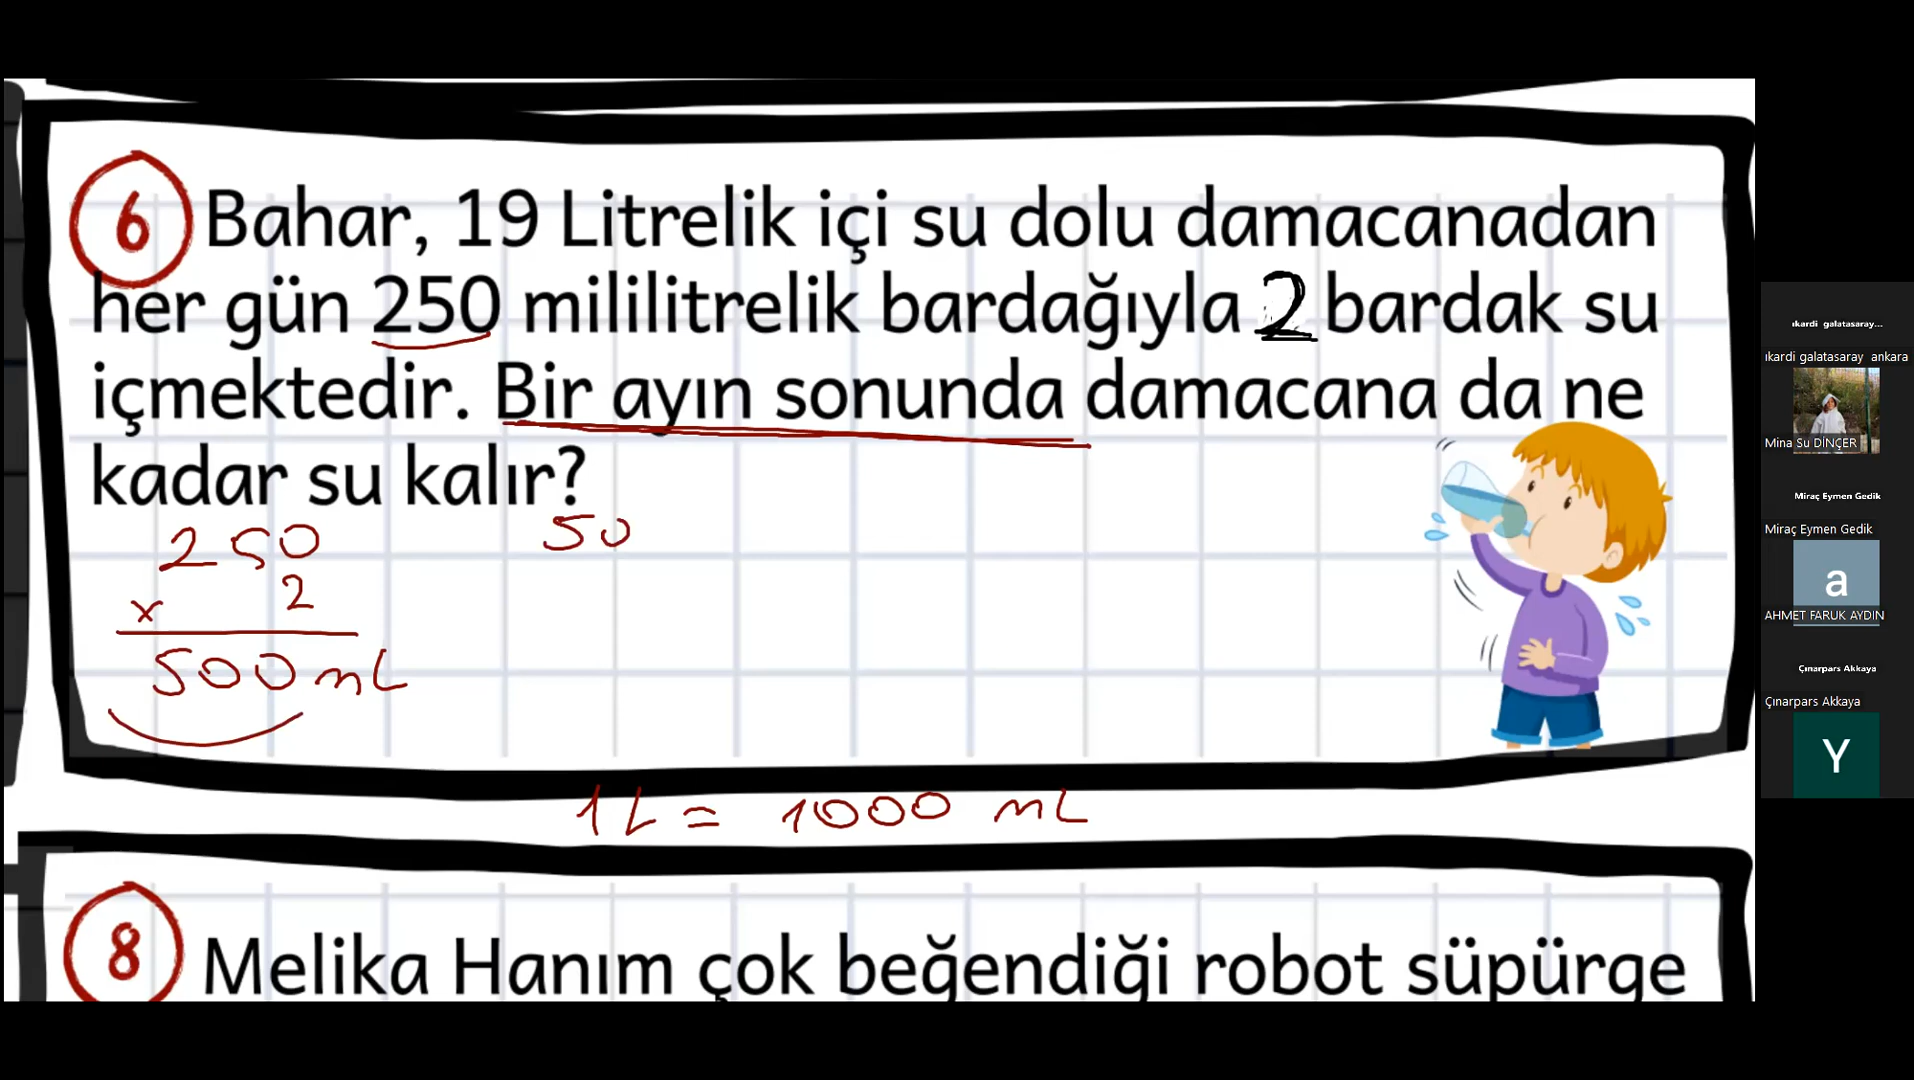 6 Bahar, 19 Litrelik içi su dolu damacanadan
her gün 250 mililitrelik bardağıyla 2 bardak su
içmektedir. Bir ayın sonunda damacana da ne
kadar su kalır?
250
x 2
500 mL
50
1 L = 1000 mL
8 Melika Hanım çok beğendiği robot süpürge
ıkardi galatasaray...
ıkardi galatasaray ankara
Mina Su DİNÇER
Miraç Eymen Gedik
Miraç Eymen Gedik
a
AHMET FARUK AYDIN
Çınarpars Akkaya
Çınarpars Akkaya
Y